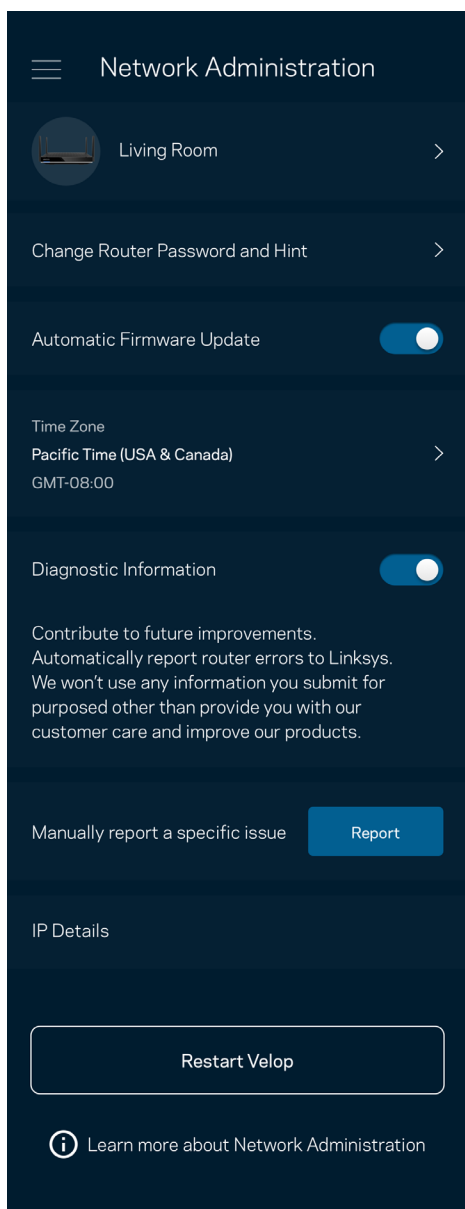 Network Administration
Living Room
Change Router Password and Hint
Automatic Firmware Update
Time Zone
Pacific Time (USA & Canada)
GMT-08:00
Diagnostic Information
Contribute to future improvements.
Automatically report router errors to Linksys.
We won't use any information you submit for
purposed other than provide you with our
customer care and improve our products.
Manually report a specific issue
Report
IP Details
Restart Velop
Learn more about Network Administration